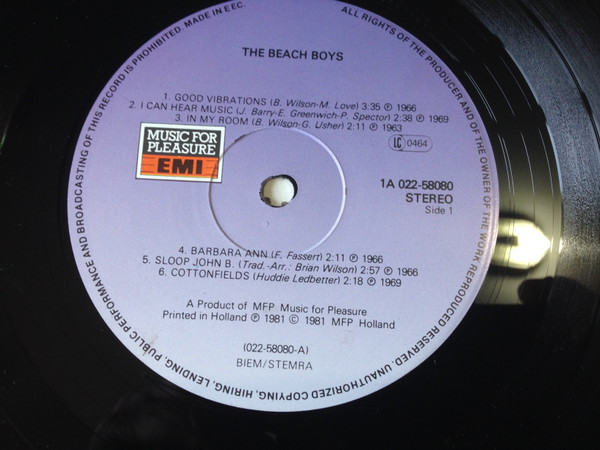 THE BEACH BOYS
1. GOOD VIBRATIONS (B. Wilson-M. Love) 3:35 ℗ 1966
2. I CAN HEAR MUSIC (J. Barry-E. Greenwich-P. Spector) 2:38 ℗ 1969
3. IN MY ROOM (B. Wilson-G. Usher) 2:11 ℗ 1963
MUSIC FOR
PLEASURE
EMI
LC 0464
1A 022-58080
STEREO
Side 1
4. BARBARA ANN (F. Fassert) 2:11 ℗ 1966
5. SLOOP JOHN B. (Trad.-Arr.: Brian Wilson) 2:57 ℗ 1966
6. COTTONFIELDS (Huddie Ledbetter) 2:18 ℗ 1969
A Product of MFP Music for Pleasure
Printed in Holland ℗ 1981 © 1981 MFP Holland
(022-58080-A)
BIEM/STEMRA
ALL RIGHTS OF THE PRODUCER AND OF THE OWNER OF THE WORK REPRODUCED RESERVED. UNAUTHORIZED COPYING, HIRING, LENDING, PUBLIC PERFORMANCE AND BROADCASTING OF THIS RECORD IS PROHIBITED. MADE IN EEC.